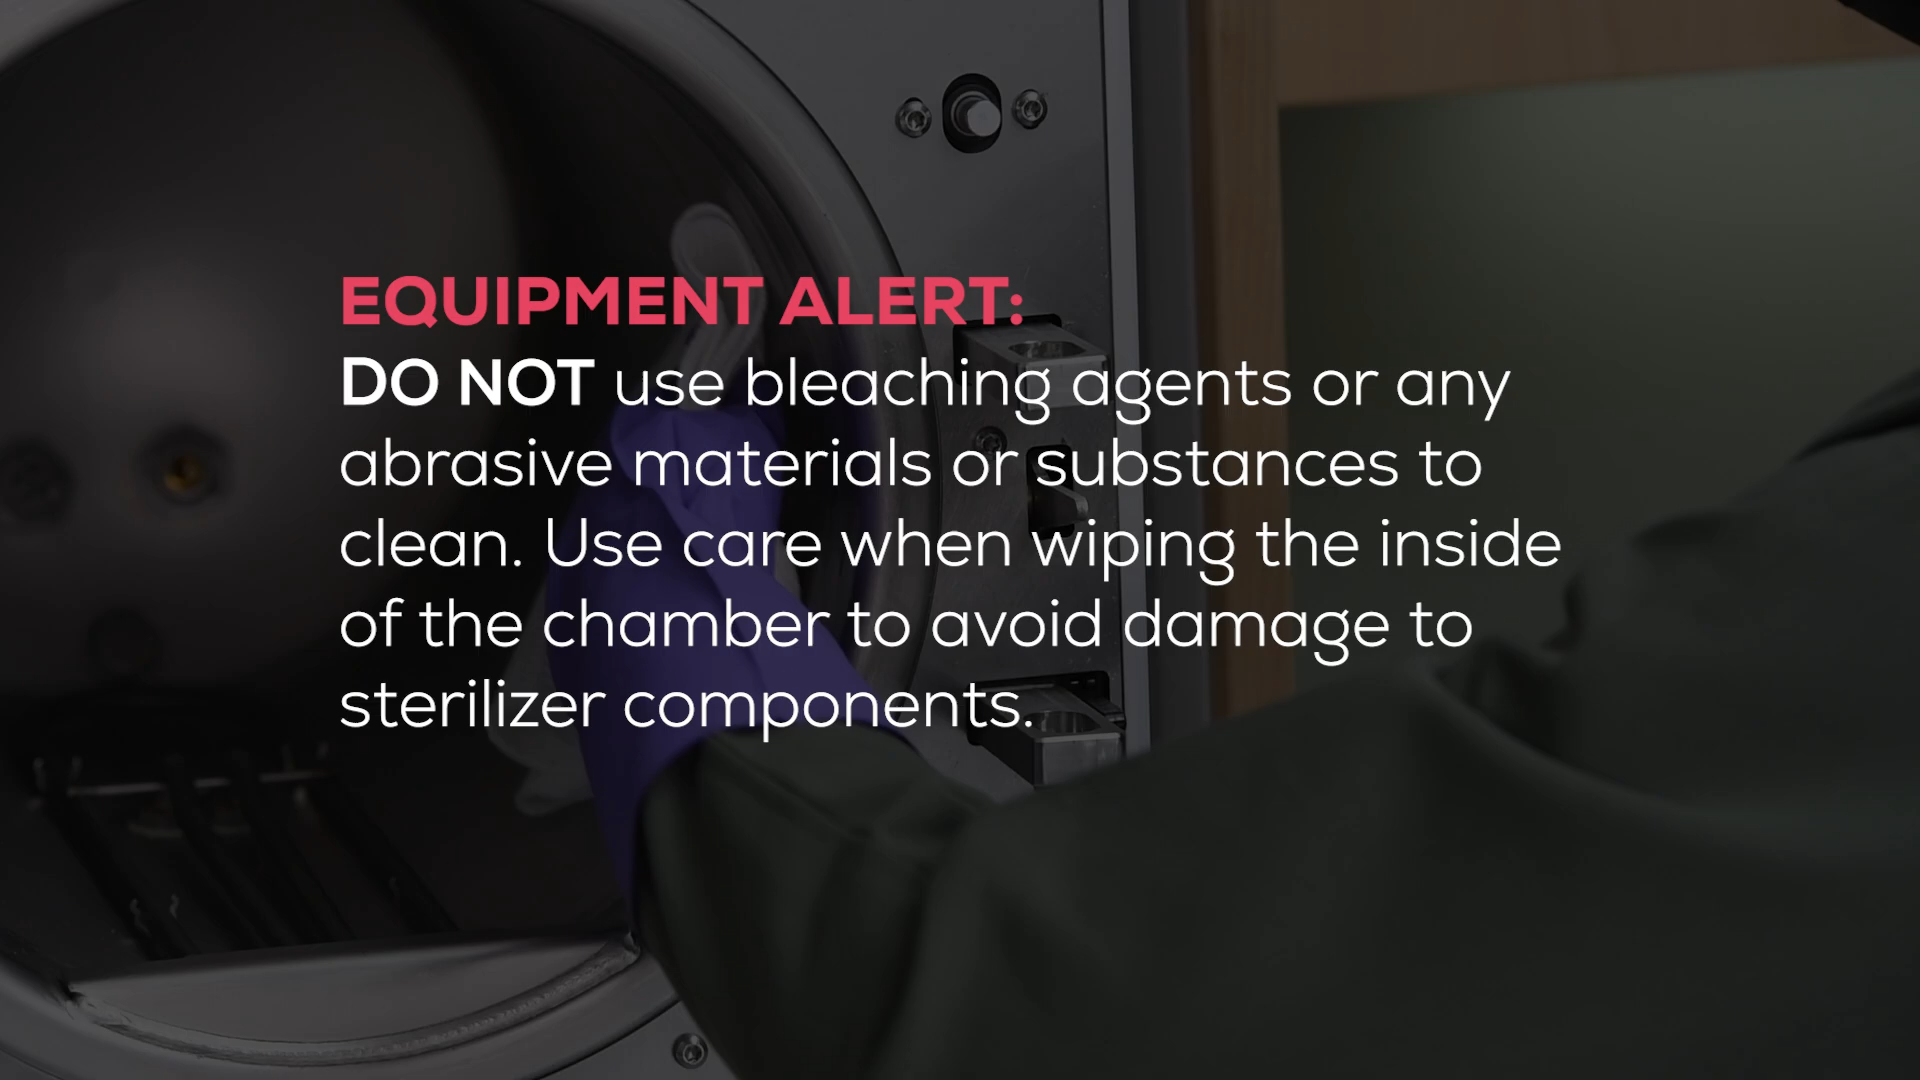 EQUIPMENT ALERT:
DO NOT use bleaching agents or any
abrasive materials or substances to
clean. Use care when wiping the inside
of the chamber to avoid damage to
sterilizer components.